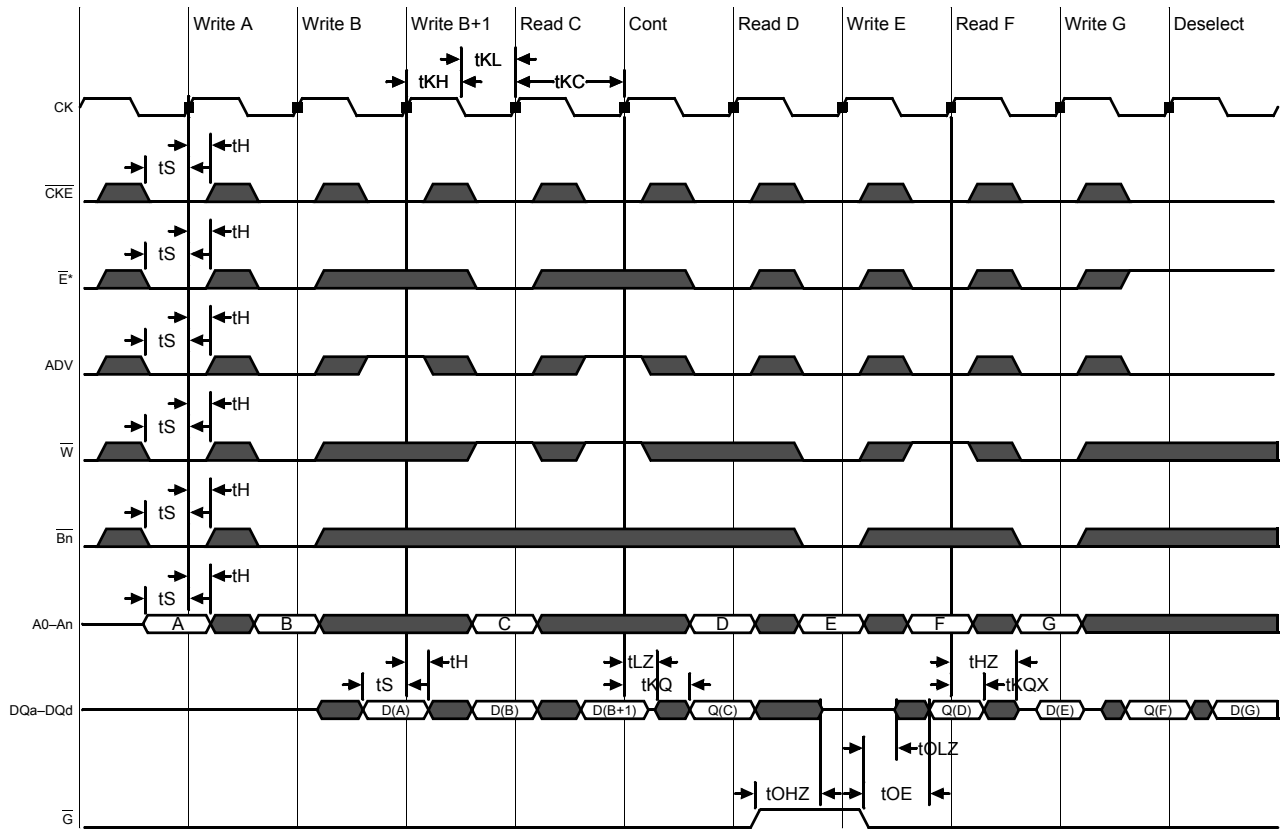 Write A Write B Write B+1 Read C Cont Read D Write E Read F Write G Deselect
tKL
tKH tKC
CK
tH
tS
CKE
tH
tS
E*
tH
tS
ADV
tH
tS
W
tH
tS
Bn
tH
tS
A0–An A B C D E F G
tH tLZ tHZ
tS tKQ tKQX
DQa–DQd D(A) D(B) D(B+1) Q(C) Q(D) D(E) Q(F) D(G)
tOLZ
tOHZ tOE
G